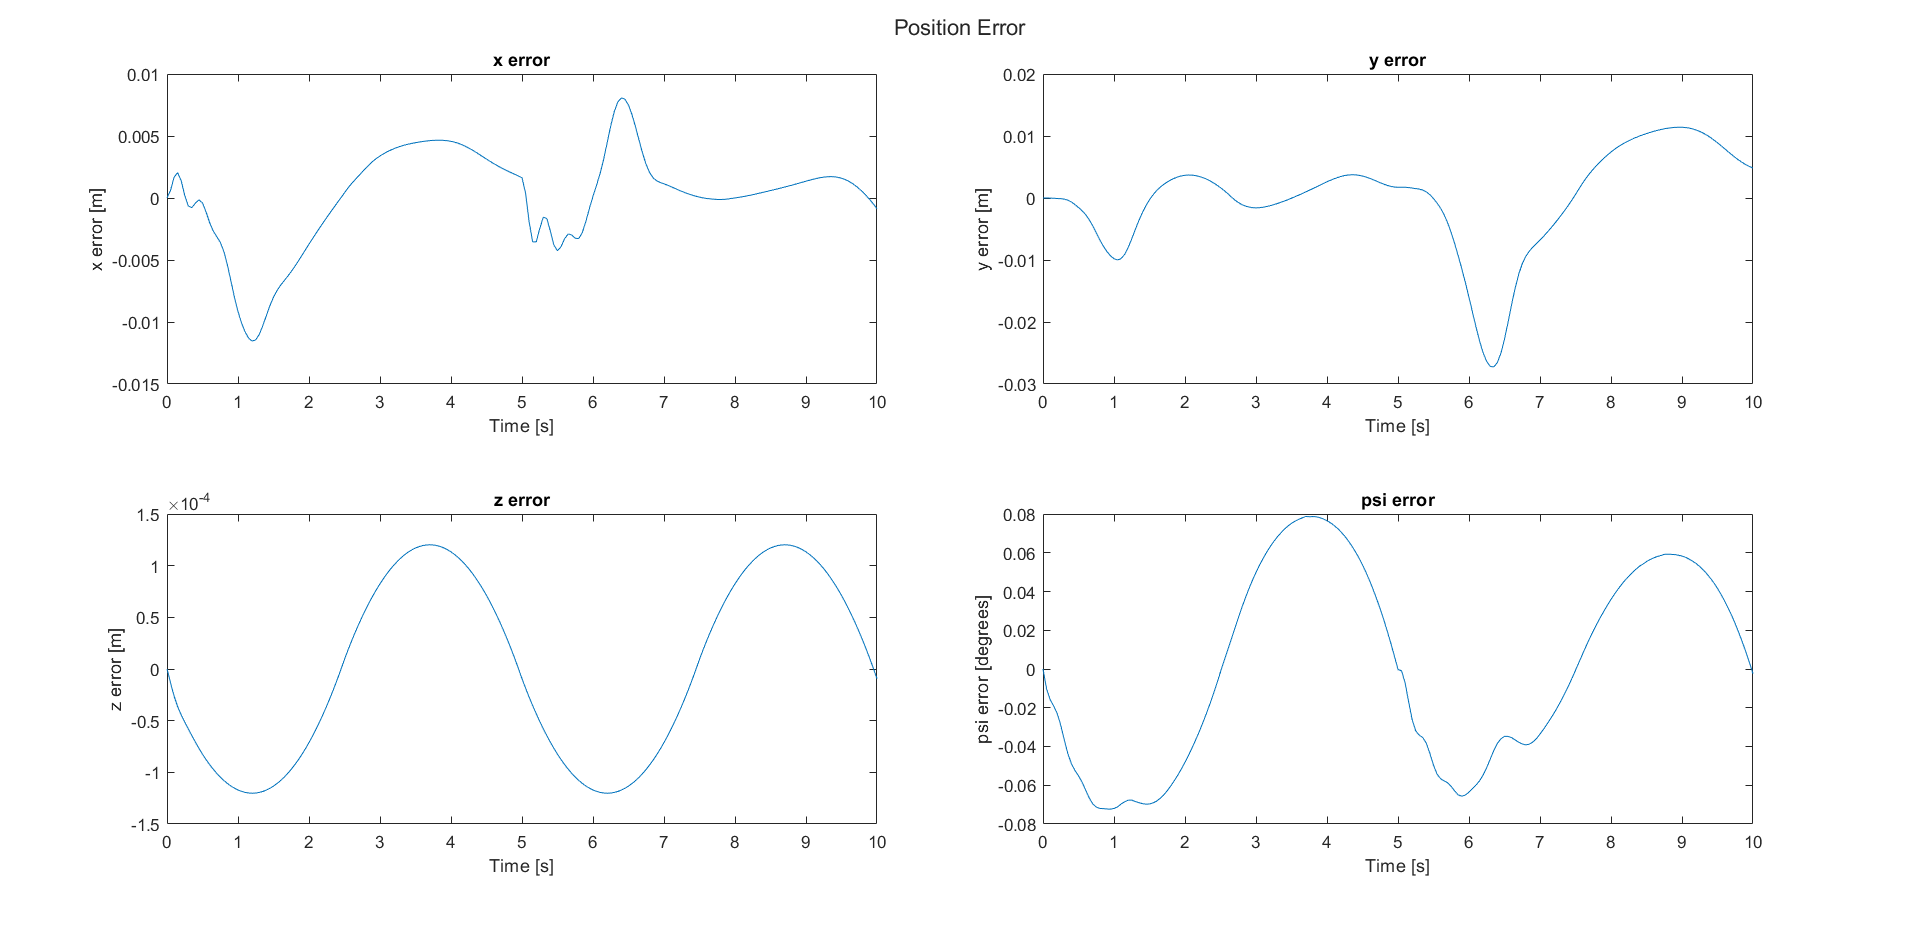 Position Error
x error
0.01
0.005
0
-0.005
-0.01
-0.015
x error [m]
0 1 2 3 4 5 6 7 8 9 10
Time [s]
y error
0.02
0.01
0
-0.01
-0.02
-0.03
y error [m]
0 1 2 3 4 5 6 7 8 9 10
Time [s]
z error
×10-4
1.5
1
0.5
0
-0.5
-1
-1.5
z error [m]
0 1 2 3 4 5 6 7 8 9 10
Time [s]
psi error
0.08
0.06
0.04
0.02
0
-0.02
-0.04
-0.06
-0.08
psi error [degrees]
0 1 2 3 4 5 6 7 8 9 10
Time [s]